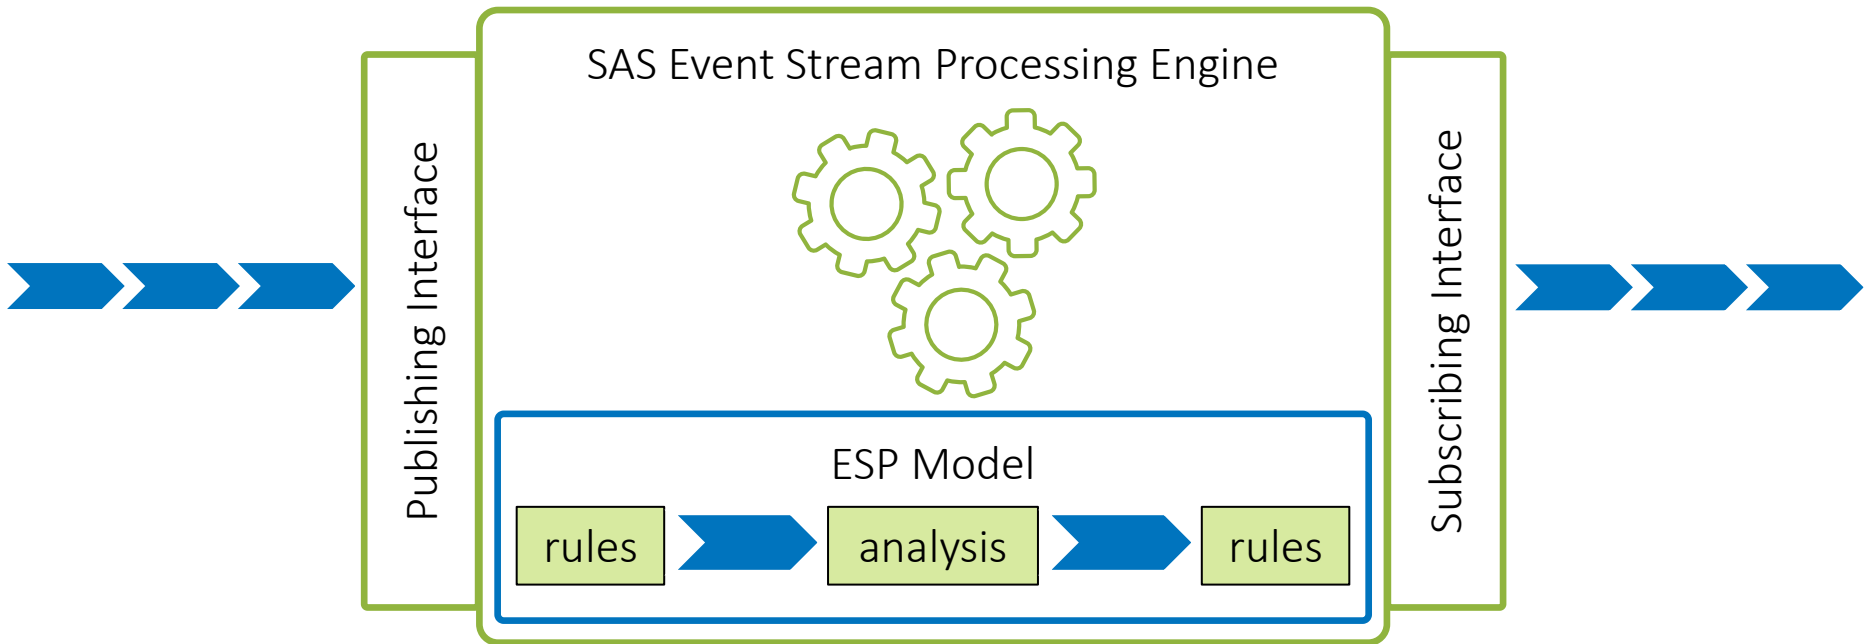 SAS Event Stream Processing Engine
Publishing Interface
Subscribing Interface
ESP Model
rules
analysis
rules